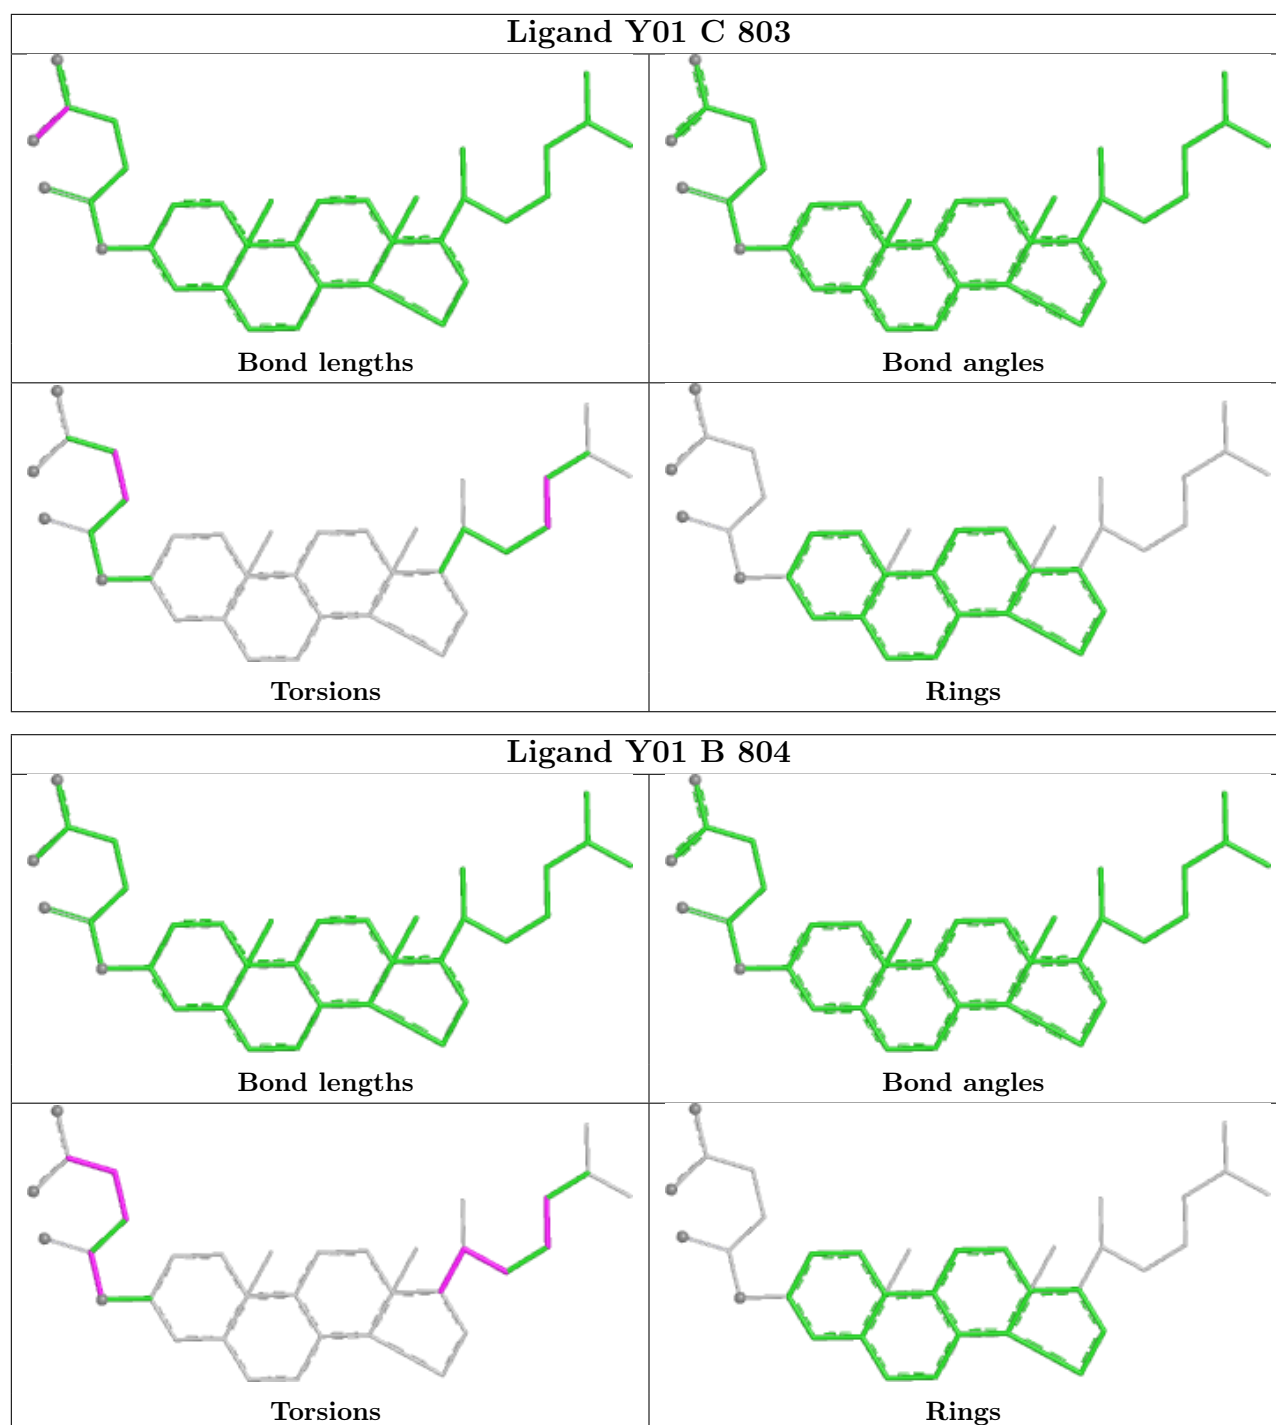 Ligand Y01 C 803
Bond lengths
Bond angles
Torsions
Rings
Ligand Y01 B 804
Bond lengths
Bond angles
Torsions
Rings